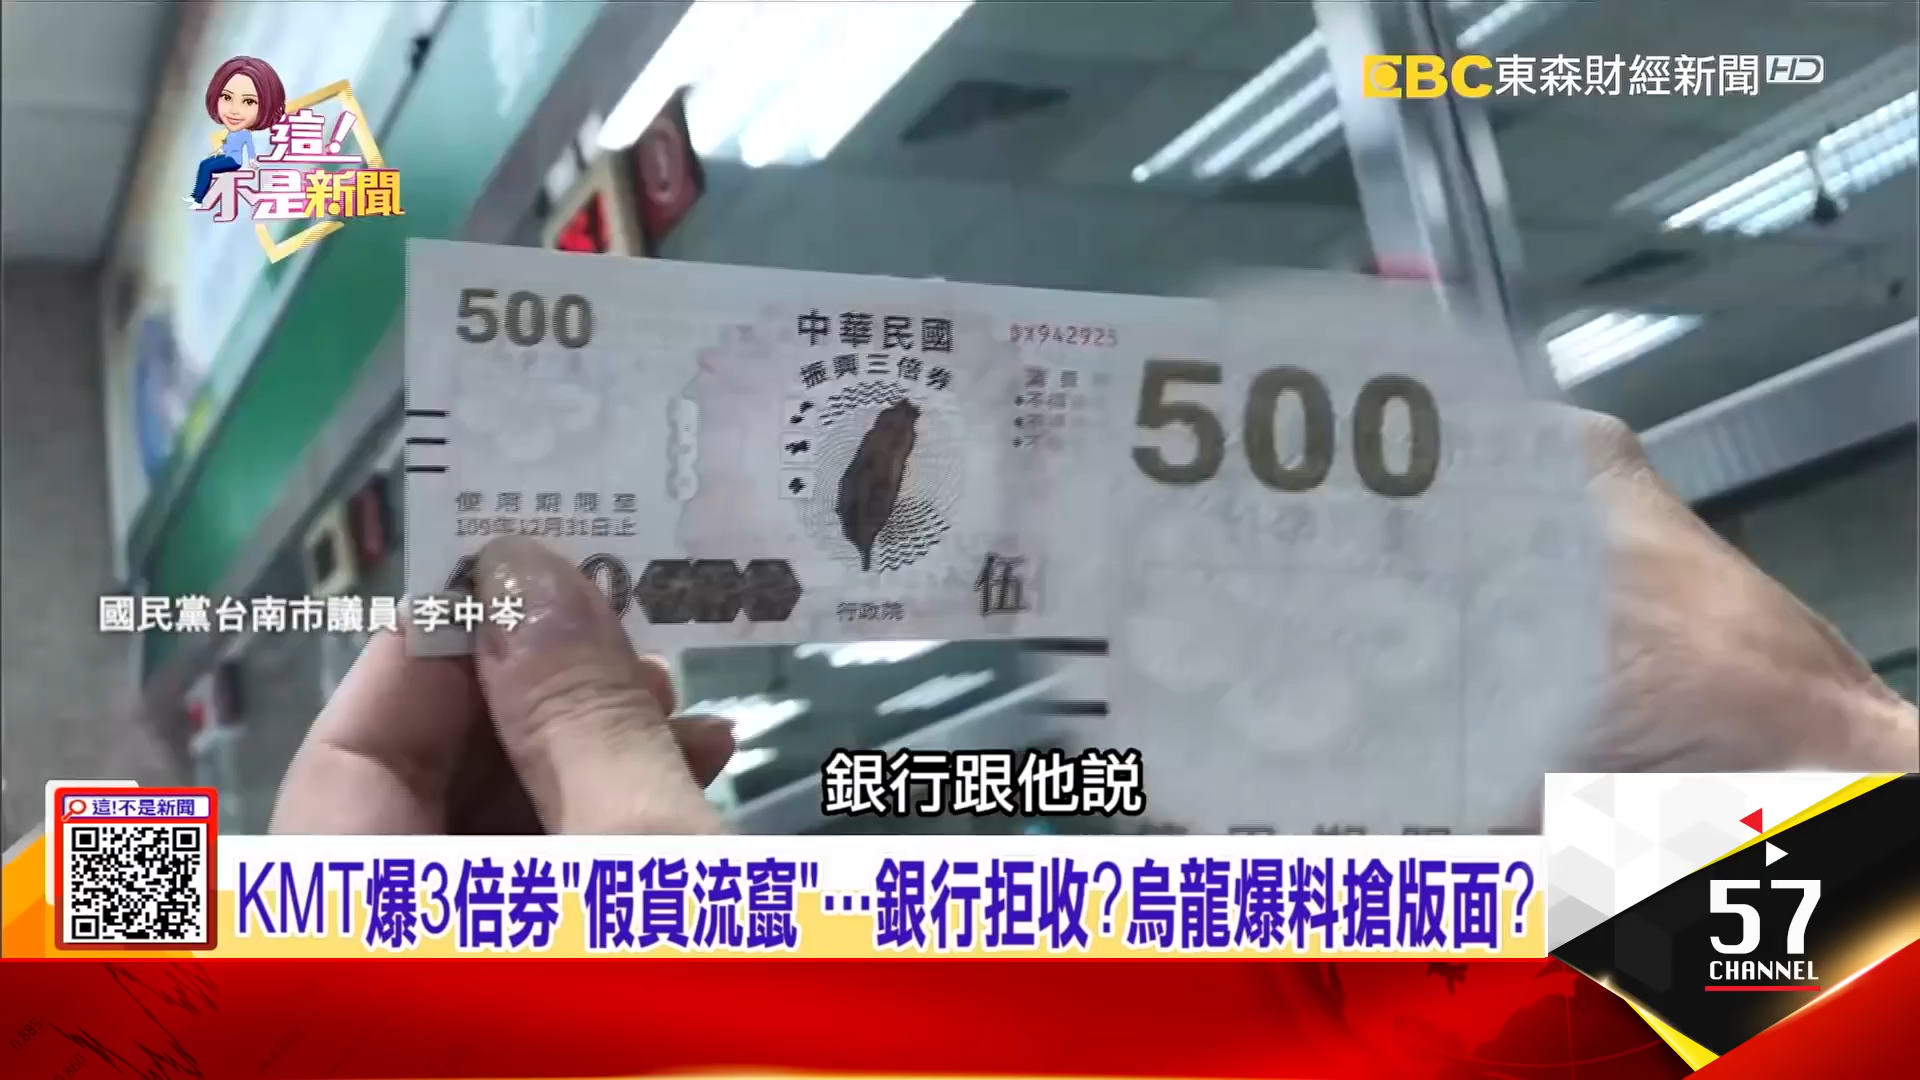 EBC東森財經新聞HD
這!
不是新聞
500
中華民國
振興三倍券
DX942925
500
使用期限至
109年12月31日止
行政院
伍
國民黨台南市議員 李中岑
銀行跟他說
這!不是新聞
KMT爆3倍券"假貨流竄"…銀行拒收?烏龍爆料搶版面?
57
CHANNEL